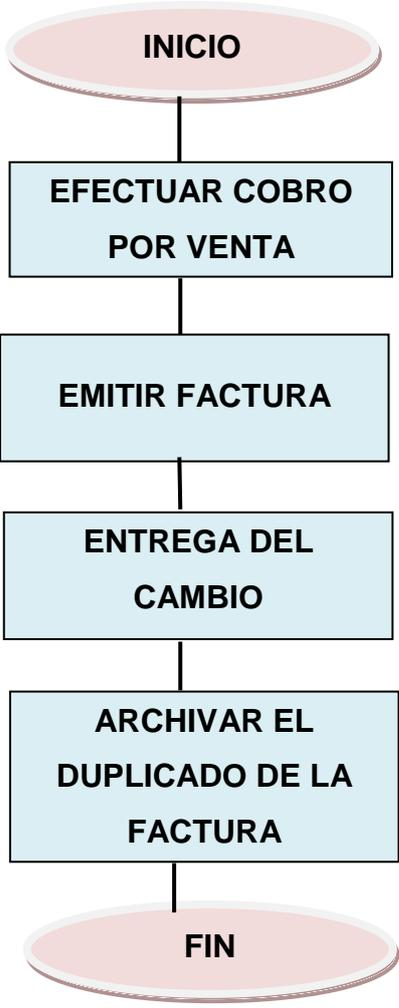 INICIO
EFECTUAR COBRO
POR VENTA
EMITIR FACTURA
ENTREGA DEL
CAMBIO
ARCHIVAR EL
DUPLICADO DE LA
FACTURA
FIN